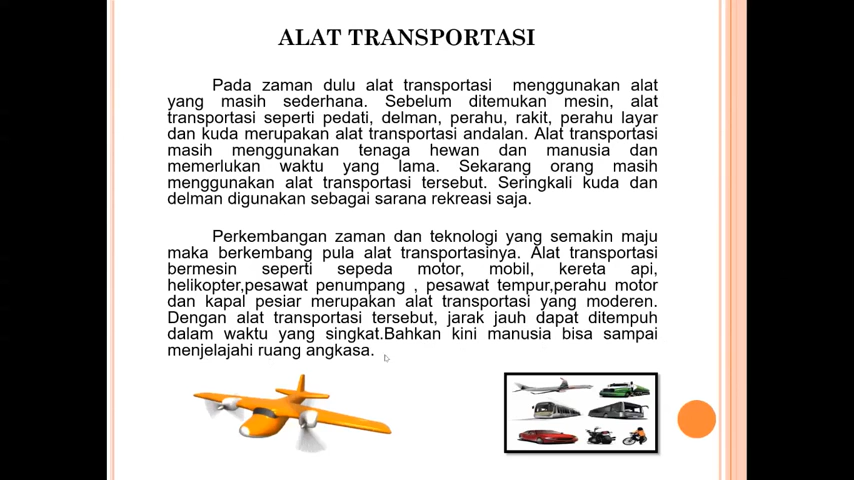 ALAT TRANSPORTASI
Pada zaman dulu alat transportasi menggunakan alat
yang masih sederhana. Sebelum ditemukan mesin, alat
transportasi seperti pedati, delman, perahu, rakit, perahu layar
dan kuda merupakan alat transportasi andalan. Alat transportasi
masih menggunakan tenaga hewan dan manusia dan
memerlukan waktu yang lama. Sekarang orang masih
menggunakan alat transportasi tersebut. Seringkali kuda dan
delman digunakan sebagai sarana rekreasi saja.
Perkembangan zaman dan teknologi yang semakin maju
maka berkembang pula alat transportasinya. Alat transportasi
bermesin seperti sepeda motor, mobil, kereta api,
helikopter,pesawat penumpang , pesawat tempur,perahu motor
dan kapal pesiar merupakan alat transportasi yang moderen.
Dengan alat transportasi tersebut, jarak jauh dapat ditempuh
dalam waktu yang singkat.Bahkan kini manusia bisa sampai
menjelajahi ruang angkasa.